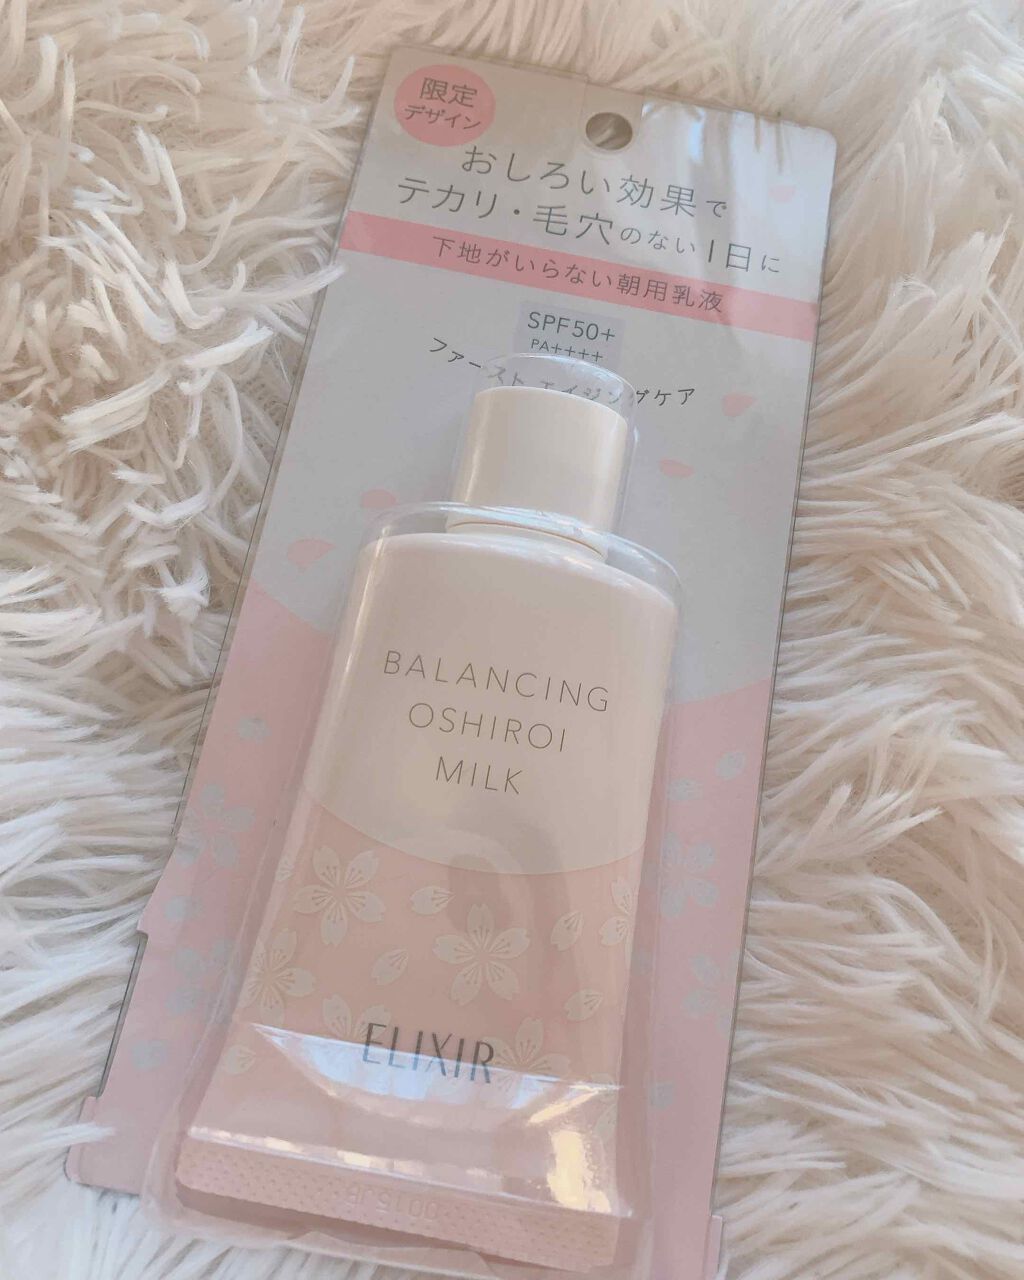 限定
デザイン
おしろい効果で
テカリ・毛穴のない1日に
下地がいらない朝用乳液
SPF50+
PA++++
ファースト エイジングケア
BALANCING
OSHIROI
MILK
ELIXIR